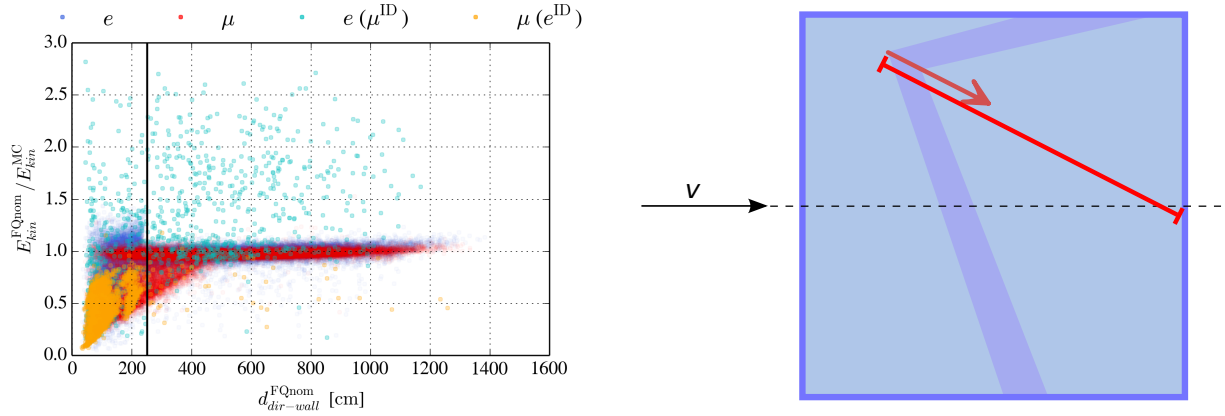 e μ e (μ^ID) μ (e^ID)
3.0
2.5
2.0
1.5
1.0
0.5
0.0
E_kin^FQnom / E_kin^MC
0 200 400 600 800 1000 1200 1400 1600
d_dir−wall^FQnom [cm]
ν